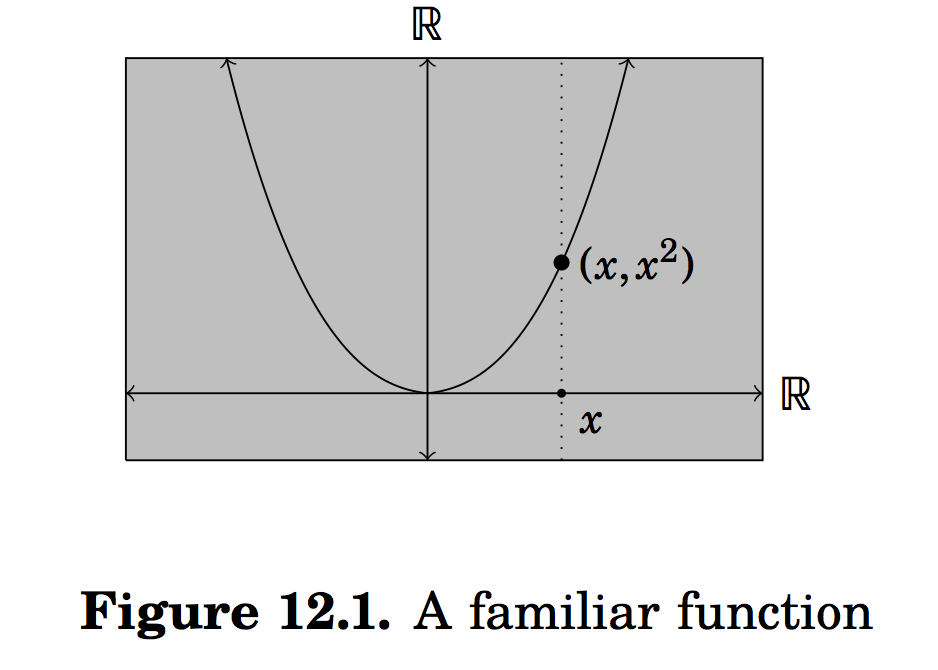 ℝ
(x, x²)
ℝ
x
Figure 12.1. A familiar function